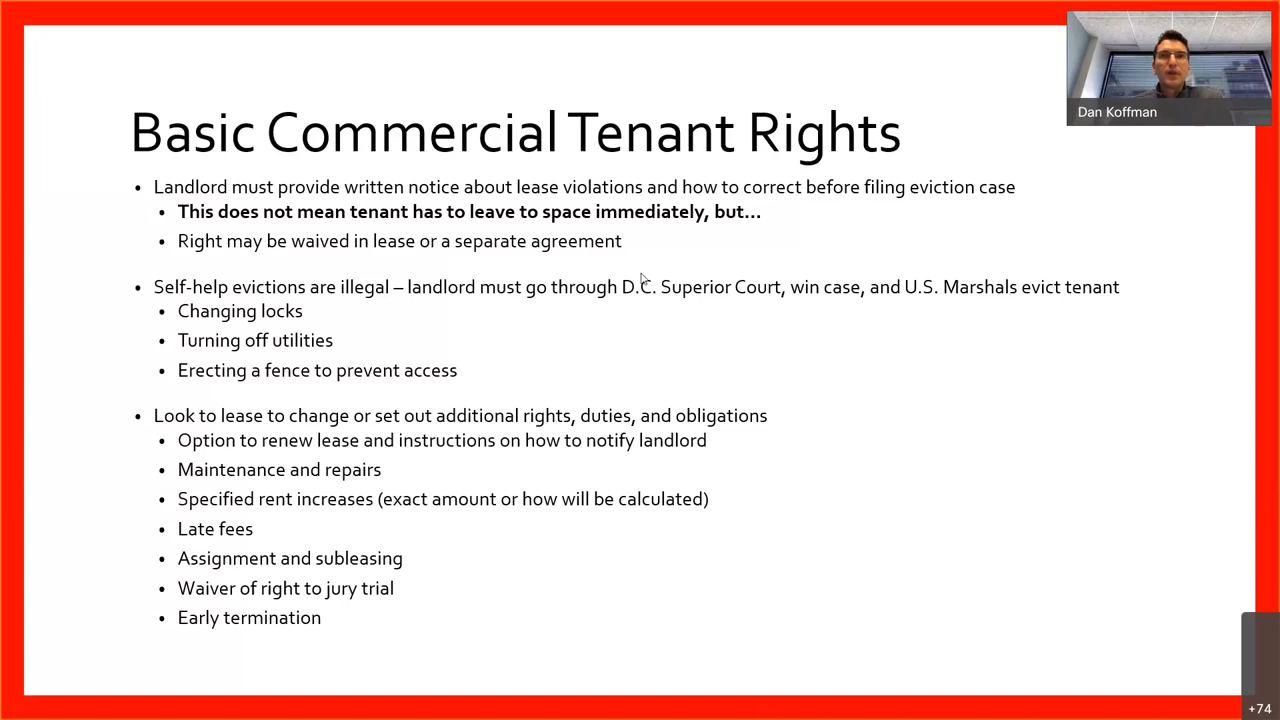 Dan Koffman
Basic Commercial Tenant Rights
• Landlord must provide written notice about lease violations and how to correct before filing eviction case
• This does not mean tenant has to leave to space immediately, but...
• Right may be waived in lease or a separate agreement
• Self-help evictions are illegal – landlord must go through D.C. Superior Court, win case, and U.S. Marshals evict tenant
• Changing locks
• Turning off utilities
• Erecting a fence to prevent access
• Look to lease to change or set out additional rights, duties, and obligations
• Option to renew lease and instructions on how to notify landlord
• Maintenance and repairs
• Specified rent increases (exact amount or how will be calculated)
• Late fees
• Assignment and subleasing
• Waiver of right to jury trial
• Early termination
+74